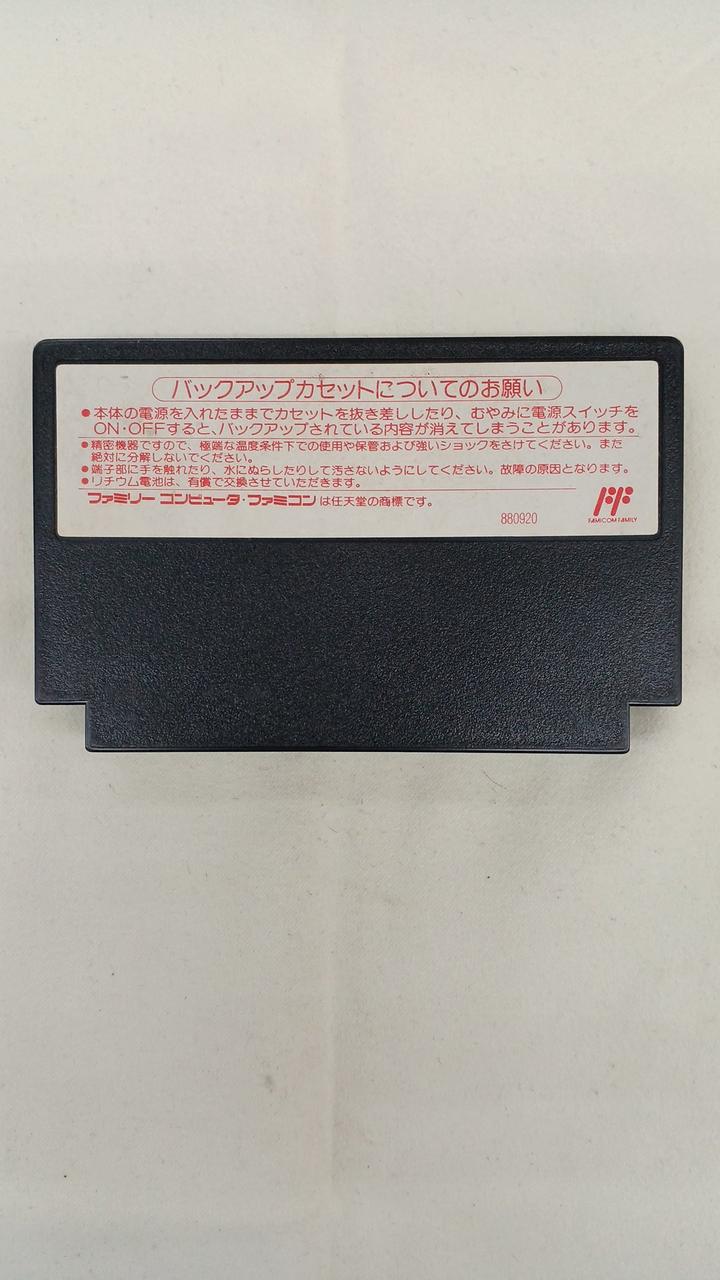 バックアップカセットについてのお願い
●本体の電源を入れたままでカセットを抜き差ししたり、むやみに電源スイッチを
ON・OFFすると、バックアップされている内容が消えてしまうことがあります。
●精密機器ですので、極端な温度条件下での使用や保管および強いショックをさけてください。また
絶対に分解しないでください。
●端子部に手を触れたり、水にぬらしたりして汚さないようにしてください。故障の原因となります。
●リチウム電池は、有償で交換させていただきます。
ファミリーコンピュータ・ファミコンは任天堂の商標です。
880920
FAMICOM FAMILY